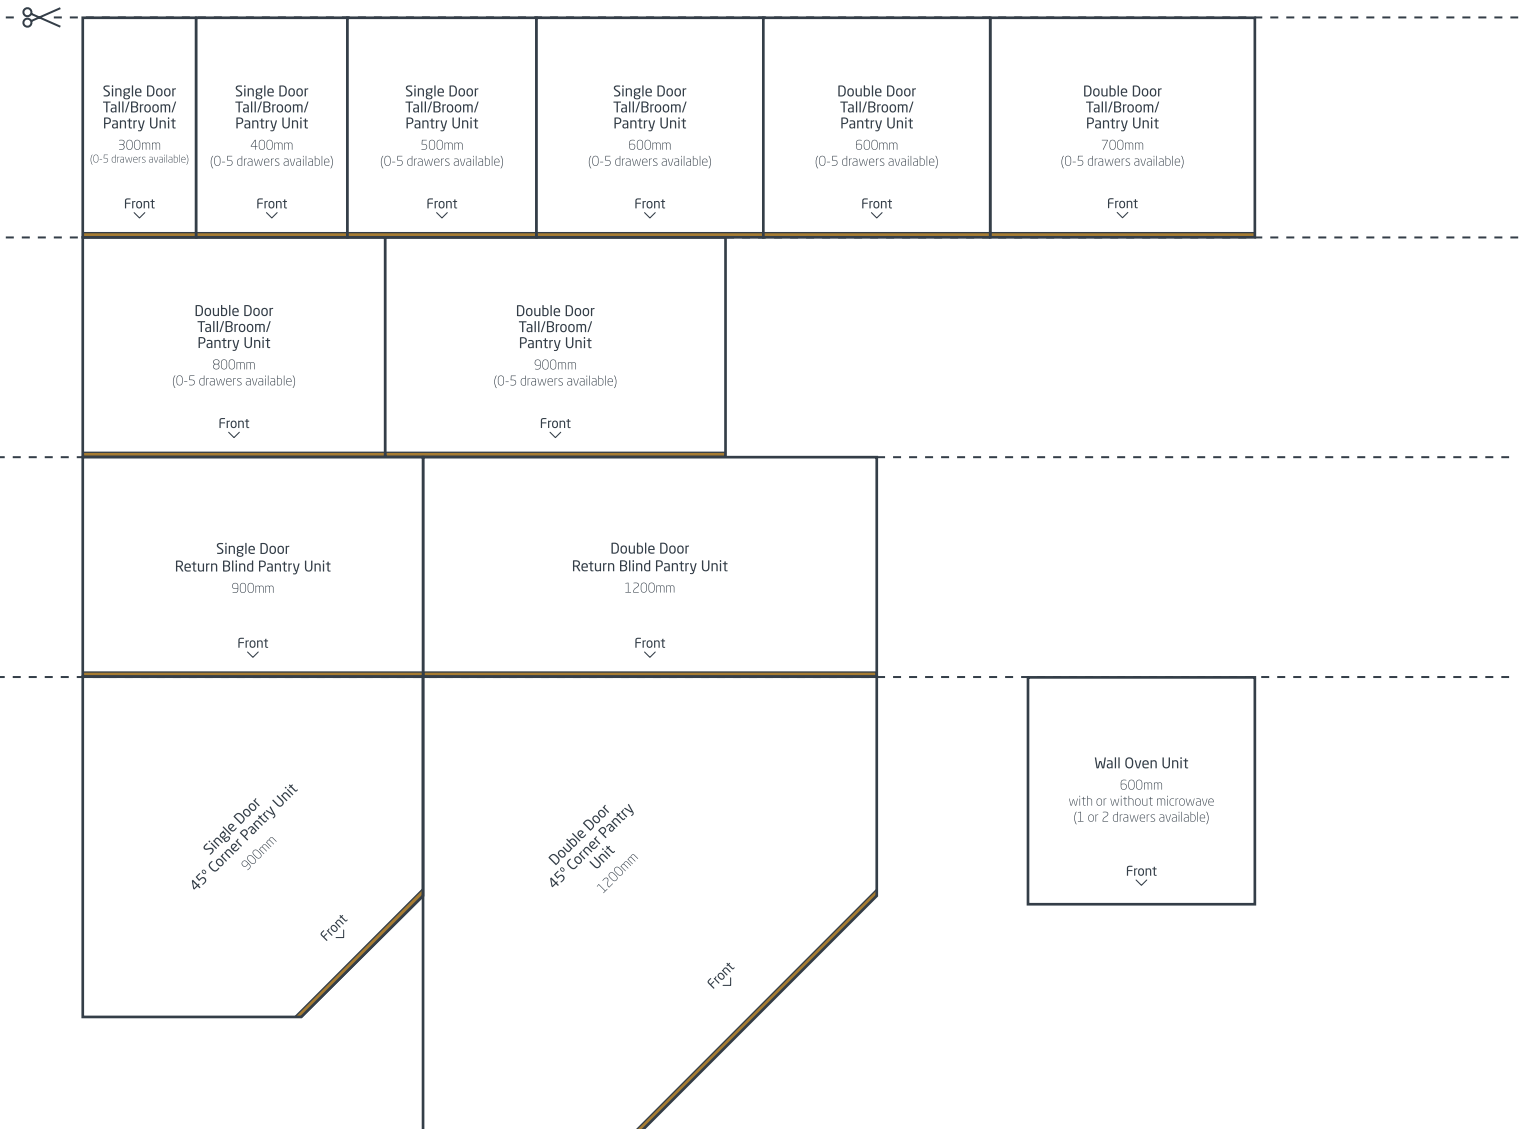 Single Door
Tall/Broom/
Pantry Unit
300mm
(0-5 drawers available)
Front
Single Door
Tall/Broom/
Pantry Unit
400mm
(0-5 drawers available)
Front
Single Door
Tall/Broom/
Pantry Unit
500mm
(0-5 drawers available)
Front
Single Door
Tall/Broom/
Pantry Unit
600mm
(0-5 drawers available)
Front
Double Door
Tall/Broom/
Pantry Unit
600mm
(0-5 drawers available)
Front
Double Door
Tall/Broom/
Pantry Unit
700mm
(0-5 drawers available)
Front
Double Door
Tall/Broom/
Pantry Unit
800mm
(0-5 drawers available)
Front
Double Door
Tall/Broom/
Pantry Unit
900mm
(0-5 drawers available)
Front
Single Door
Return Blind Pantry Unit
900mm
Front
Double Door
Return Blind Pantry Unit
1200mm
Front
Single Door
45° Corner Pantry Unit
900mm
Front
Double Door
45° Corner Pantry
Unit
1200mm
Front
Wall Oven Unit
600mm
with or without microwave
(1 or 2 drawers available)
Front